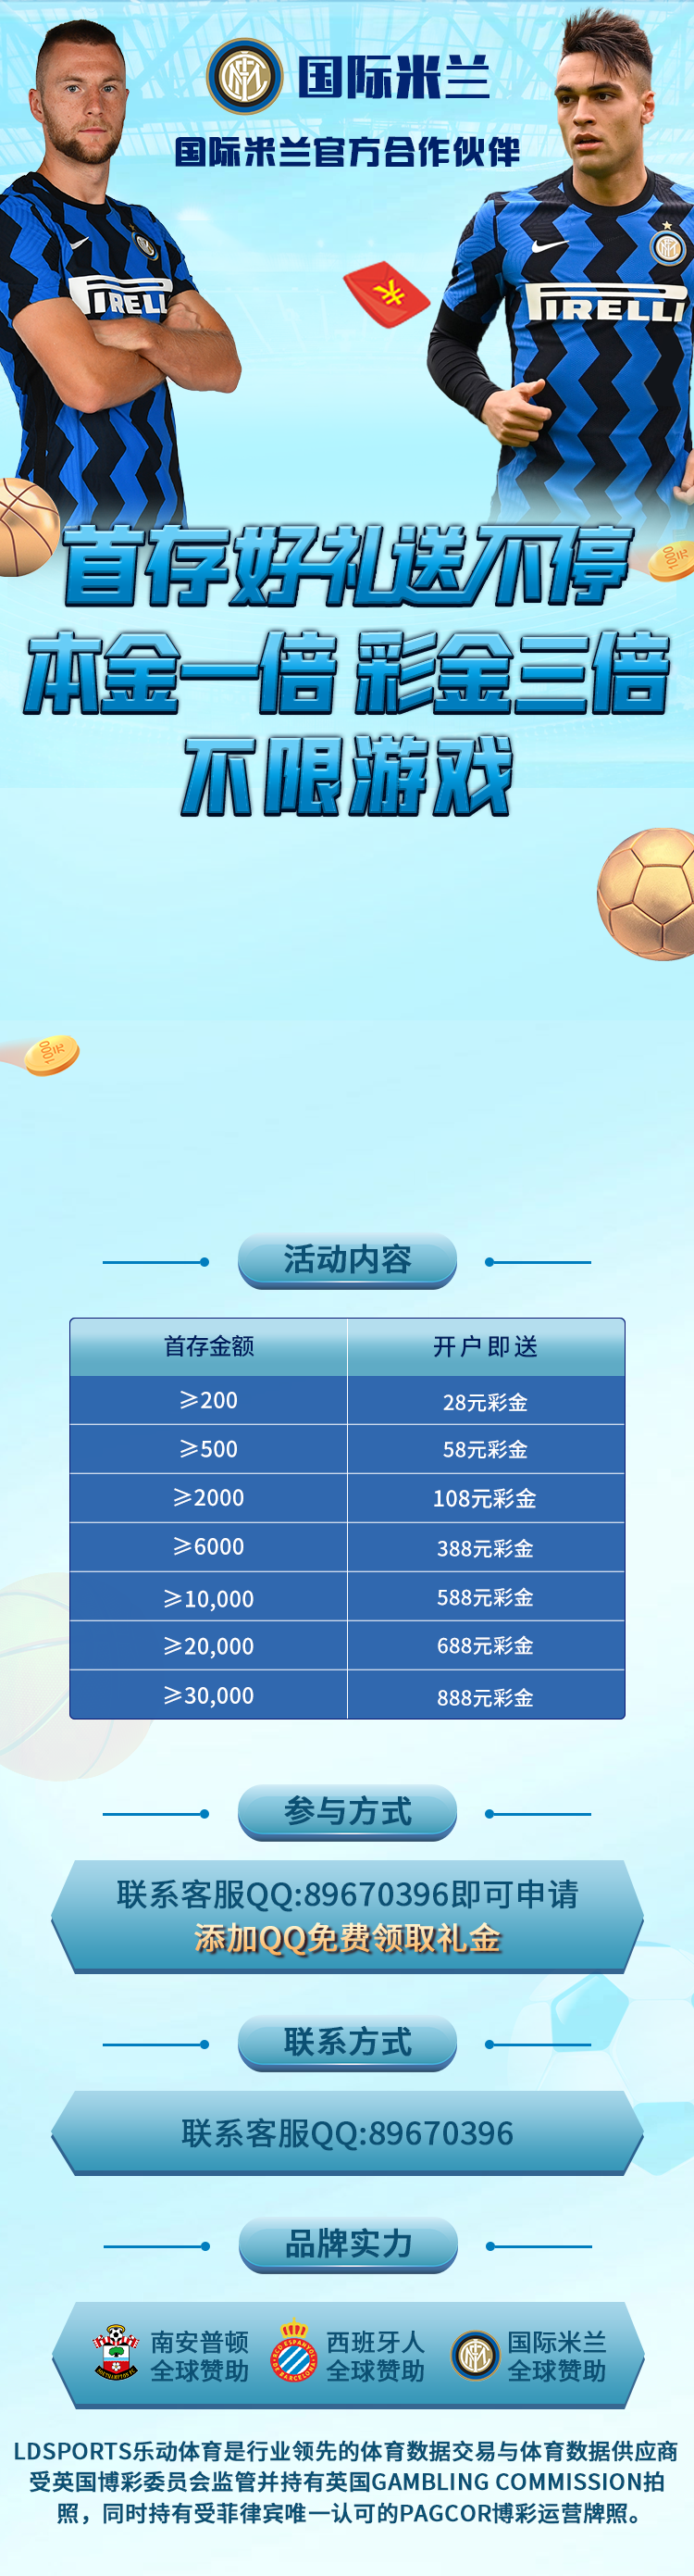 国际米兰
国际米兰官方合作伙伴
IRELL
IRELLI
首存好礼送不停
本金一倍 彩金三倍
不限游戏
活动内容
首存金额 开户即送
≥200 28元彩金
≥500 58元彩金
≥2000 108元彩金
≥6000 388元彩金
≥10,000 588元彩金
≥20,000 688元彩金
≥30,000 888元彩金
参与方式
联系客服QQ:89670396即可申请
添加QQ免费领取礼金
联系方式
联系客服QQ:89670396
品牌实力
南安普顿
全球赞助
西班牙人
全球赞助
国际米兰
全球赞助
LDSPORTS乐动体育是行业领先的体育数据交易与体育数据供应商
受英国博彩委员会监管并持有英国GAMBLING COMMISSION拍
照，同时持有受菲律宾唯一认可的PAGCOR博彩运营牌照。